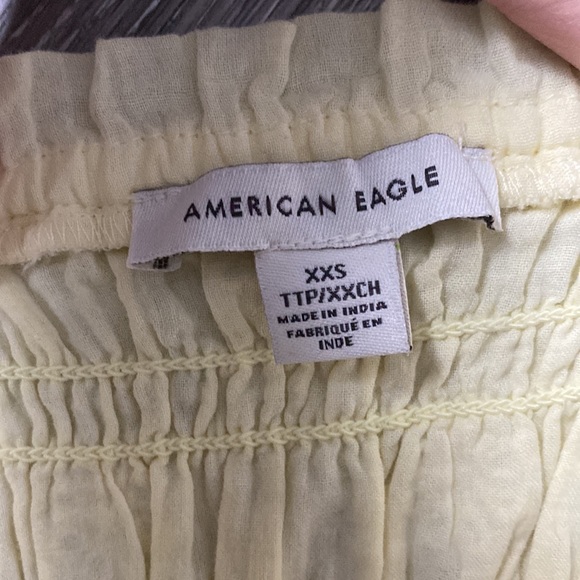 AMERICAN EAGLE
XXS
TTP/XXCH
MADE IN INDIA
FABRIQUÉ EN
INDE